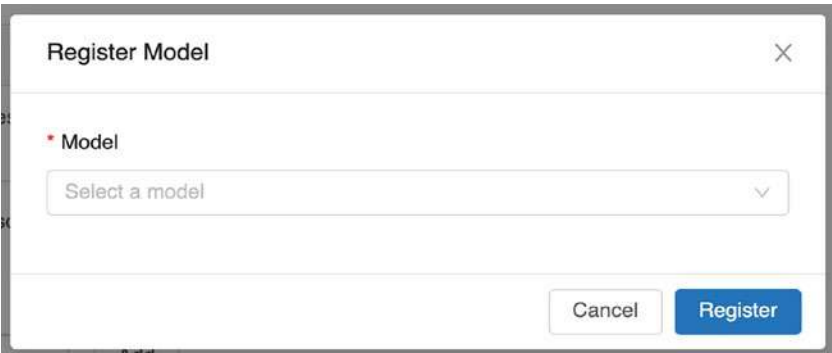 Register Model
* Model
Select a model
Cancel Register